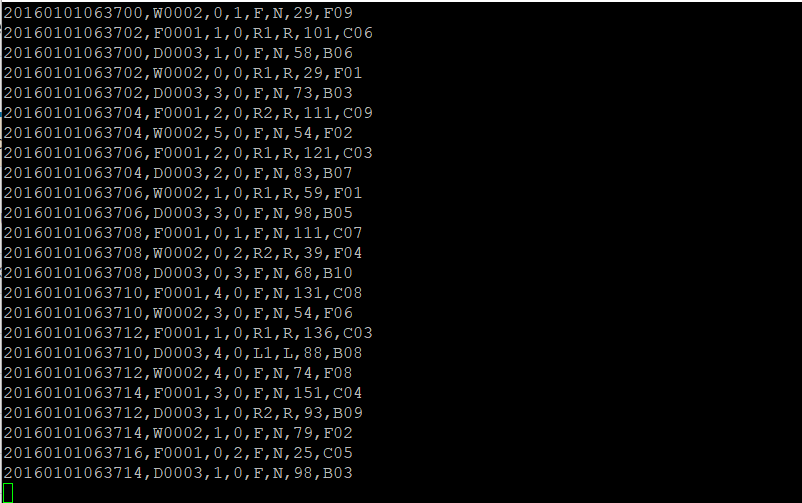 20160101063700,W0002,0,1,F,N,29,F09
20160101063702,F0001,1,0,R1,R,101,C06
20160101063700,D0003,1,0,F,N,58,B06
20160101063702,W0002,0,0,R1,R,29,F01
20160101063702,D0003,3,0,F,N,73,B03
20160101063704,F0001,2,0,R2,R,111,C09
20160101063704,W0002,5,0,F,N,54,F02
20160101063706,F0001,2,0,R1,R,121,C03
20160101063704,D0003,2,0,F,N,83,B07
20160101063706,W0002,1,0,R1,R,59,F01
20160101063706,D0003,3,0,F,N,98,B05
20160101063708,F0001,0,1,F,N,111,C07
20160101063708,W0002,0,2,R2,R,39,F04
20160101063708,D0003,0,3,F,N,68,B10
20160101063710,F0001,4,0,F,N,131,C08
20160101063710,W0002,3,0,F,N,54,F06
20160101063712,F0001,1,0,R1,R,136,C03
20160101063710,D0003,4,0,L1,L,88,B08
20160101063712,W0002,4,0,F,N,74,F08
20160101063714,F0001,3,0,F,N,151,C04
20160101063712,D0003,1,0,R2,R,93,B09
20160101063714,W0002,1,0,F,N,79,F02
20160101063716,F0001,0,2,F,N,25,C05
20160101063714,D0003,1,0,F,N,98,B03